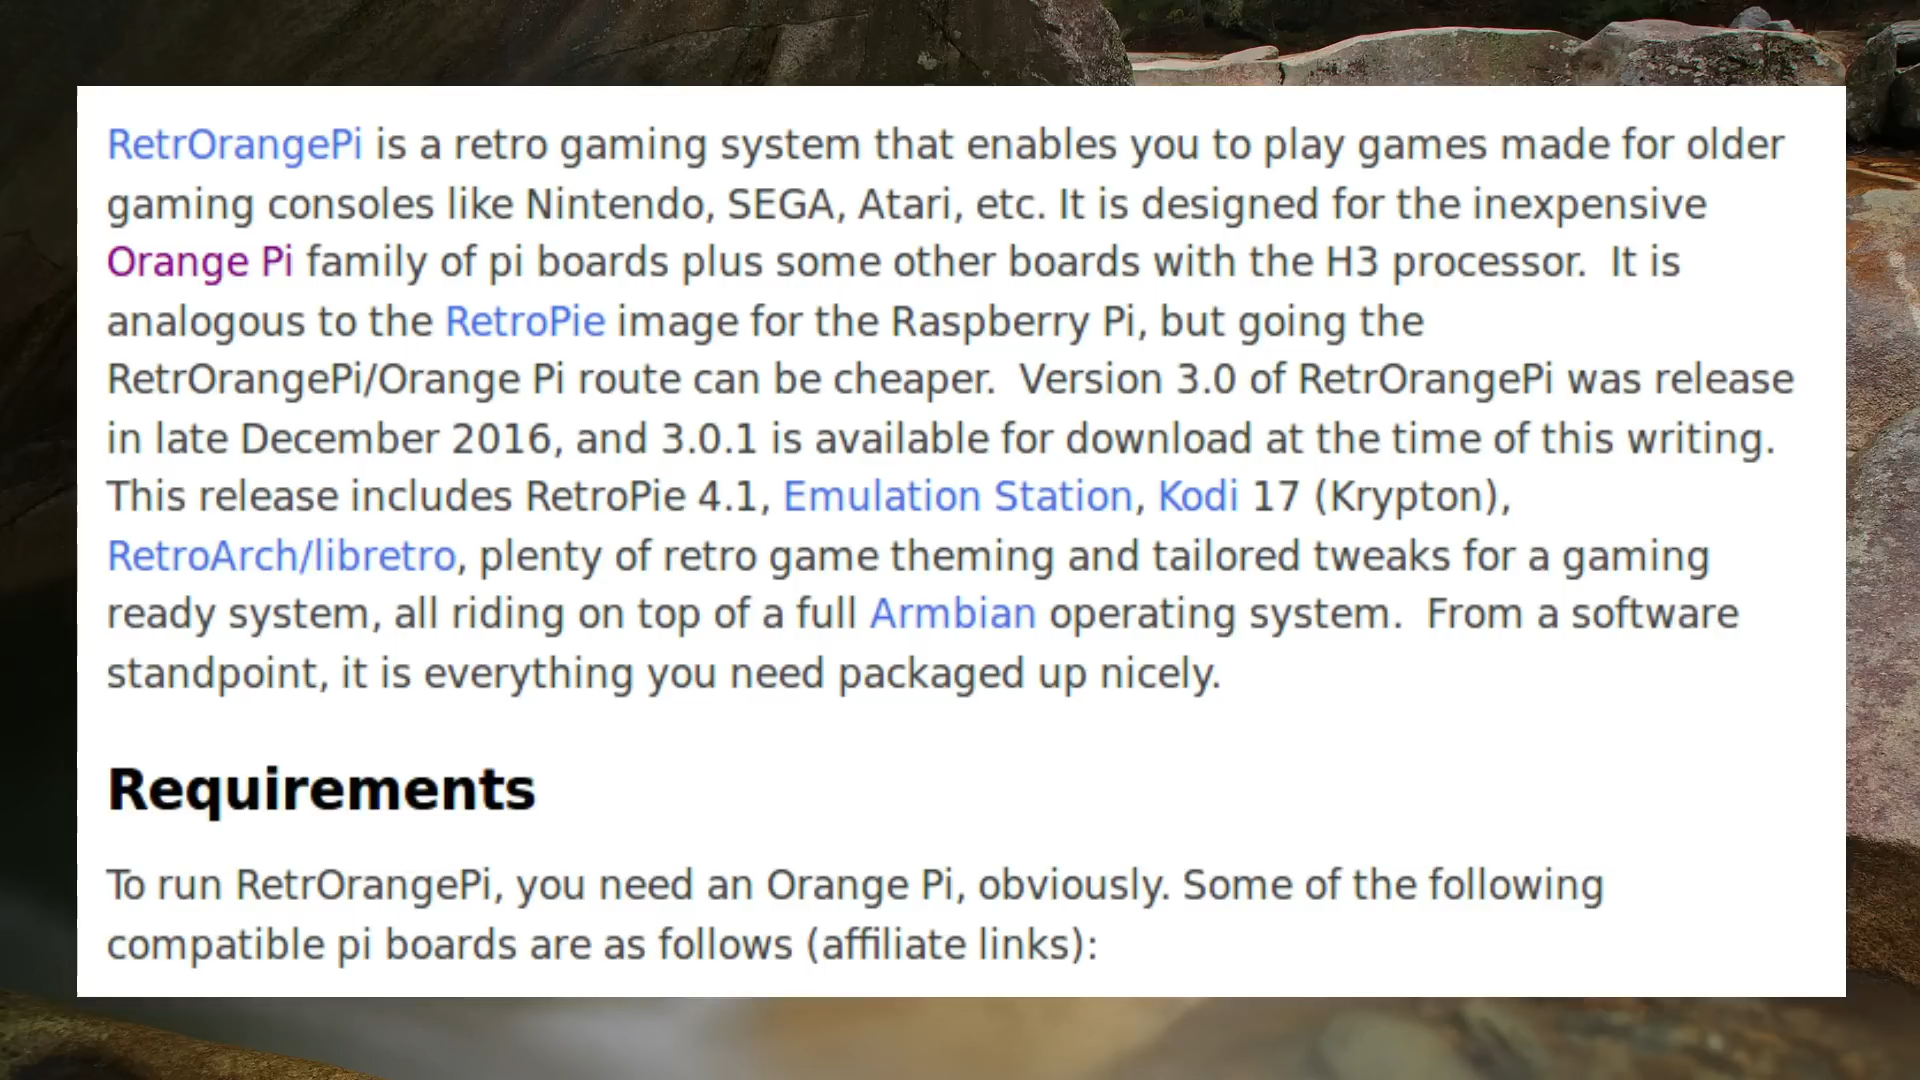 RetrOrangePi is a retro gaming system that enables you to play games made for older
gaming consoles like Nintendo, SEGA, Atari, etc. It is designed for the inexpensive
Orange Pi family of pi boards plus some other boards with the H3 processor.  It is
analogous to the RetroPie image for the Raspberry Pi, but going the
RetrOrangePi/Orange Pi route can be cheaper.  Version 3.0 of RetrOrangePi was release
in late December 2016, and 3.0.1 is available for download at the time of this writing.
This release includes RetroPie 4.1, Emulation Station, Kodi 17 (Krypton),
RetroArch/libretro, plenty of retro game theming and tailored tweaks for a gaming
ready system, all riding on top of a full Armbian operating system.  From a software
standpoint, it is everything you need packaged up nicely.
Requirements
To run RetrOrangePi, you need an Orange Pi, obviously. Some of the following
compatible pi boards are as follows (affiliate links):